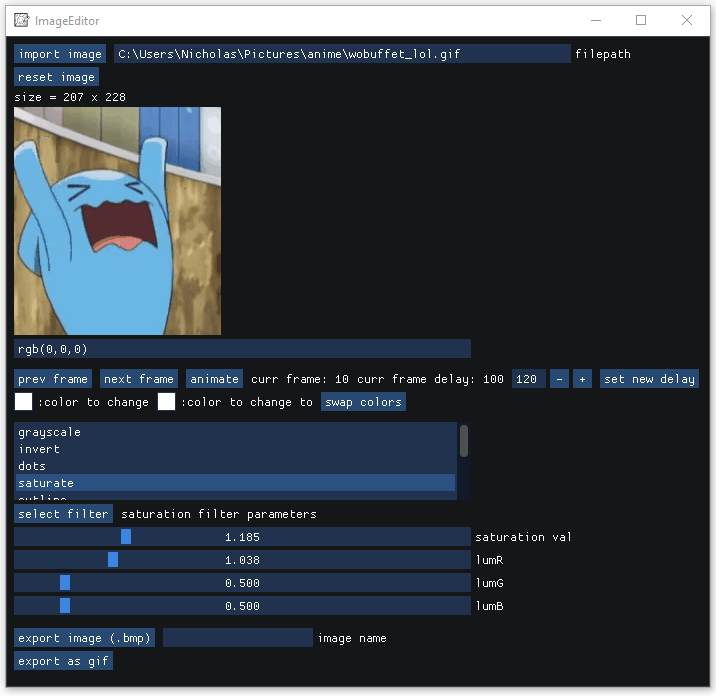 ImageEditor
import image C:\Users\Nicholas\Pictures\anime\wobuffet_lol.gif filepath
reset image
size = 207 x 228
rgb(0,0,0)
prev frame next frame animate curr frame: 10 curr frame delay: 100 120 - + set new delay
:color to change :color to change to swap colors
grayscale
invert
dots
saturate
outline
select filter saturation filter parameters
1.185 saturation val
1.038 lumR
0.500 lumG
0.500 lumB
export image (.bmp) image name
export as gif